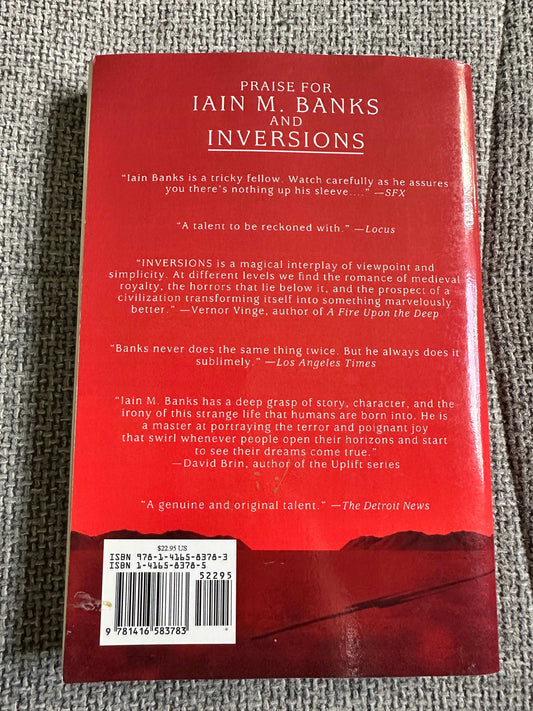 PRAISE FOR
IAIN M. BANKS
AND
INVERSIONS
"Iain Banks is a tricky fellow. Watch carefully as he assures
you there's nothing up his sleeve...." —SFX
"A talent to be reckoned with." —Locus
"INVERSIONS is a magical interplay of viewpoint and
simplicity. At different levels we find the romance of medieval
royalty, the horrors that lie below it, and the prospect of a
civilization transforming itself into something marvelously
better." —Vernor Vinge, author of A Fire Upon the Deep
"Banks never does the same thing twice. But he always does it
sublimely." —Los Angeles Times
"Iain M. Banks has a deep grasp of story, character, and the
irony of this strange life that humans are born into. He is
a master at portraying the terror and poignant joy
that swirl whenever people open their horizons and start
to see their dreams come true."
—David Brin, author of the Uplift series
"A genuine and original talent." —The Detroit News
$22.95 US
ISBN 978-1-4165-8378-3
ISBN 1-4165-8378-5
52295
9 781416 583783